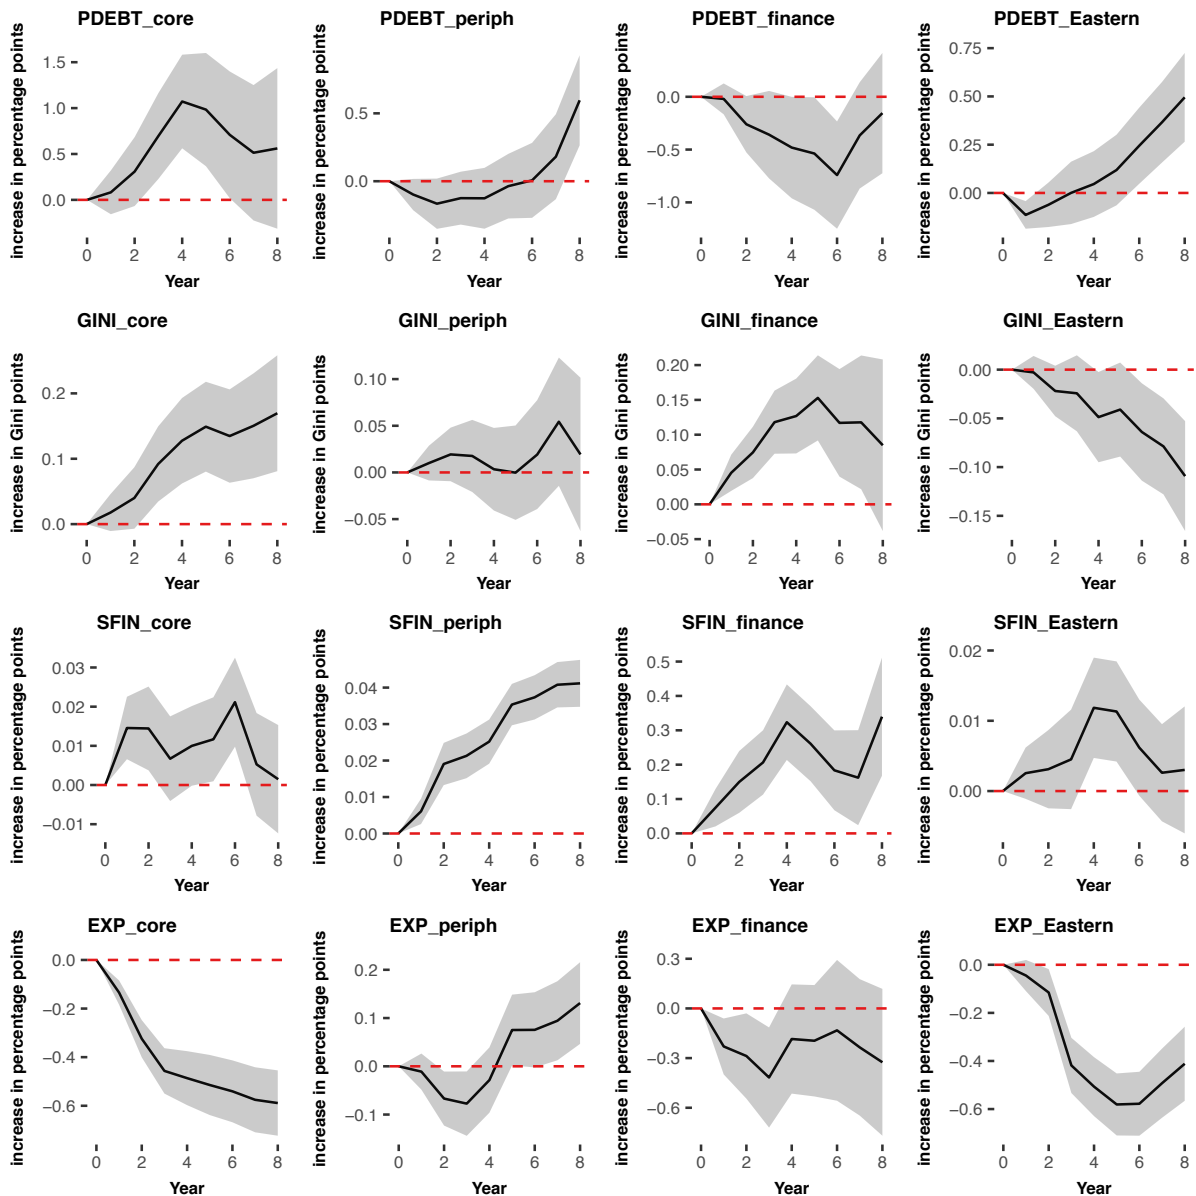 PDEBT_core
PDEBT_periph
PDEBT_finance
PDEBT_Eastern
increase in percentage points
1.5
1.0
0.5
0.0
0 2 4 6 8
Year
increase in percentage points
0.5
0.0
0 2 4 6 8
Year
increase in percentage points
0.0
−0.5
−1.0
0 2 4 6 8
Year
increase in percentage points
0.75
0.50
0.25
0.00
0 2 4 6 8
Year
GINI_core
GINI_periph
GINI_finance
GINI_Eastern
increase in Gini points
0.2
0.1
0.0
0 2 4 6 8
Year
increase in Gini points
0.10
0.05
0.00
−0.05
0 2 4 6 8
Year
increase in Gini points
0.20
0.15
0.10
0.05
0.00
−0.05
0 2 4 6 8
Year
increase in Gini points
0.00
−0.05
−0.10
−0.15
0 2 4 6 8
Year
SFIN_core
SFIN_periph
SFIN_finance
SFIN_Eastern
increase in percentage points
0.03
0.02
0.01
0.00
−0.01
0 2 4 6 8
Year
increase in percentage points
0.04
0.03
0.02
0.01
0.00
0 2 4 6 8
Year
increase in percentage points
0.5
0.4
0.3
0.2
0.1
0.0
0 2 4 6 8
Year
increase in percentage points
0.02
0.01
0.00
0 2 4 6 8
Year
EXP_core
EXP_periph
EXP_finance
EXP_Eastern
increase in percentage points
0.0
−0.2
−0.4
−0.6
0 2 4 6 8
Year
increase in percentage points
0.2
0.1
0.0
−0.1
0 2 4 6 8
Year
increase in percentage points
0.3
0.0
−0.3
−0.6
0 2 4 6 8
Year
increase in percentage points
0.0
−0.2
−0.4
−0.6
0 2 4 6 8
Year